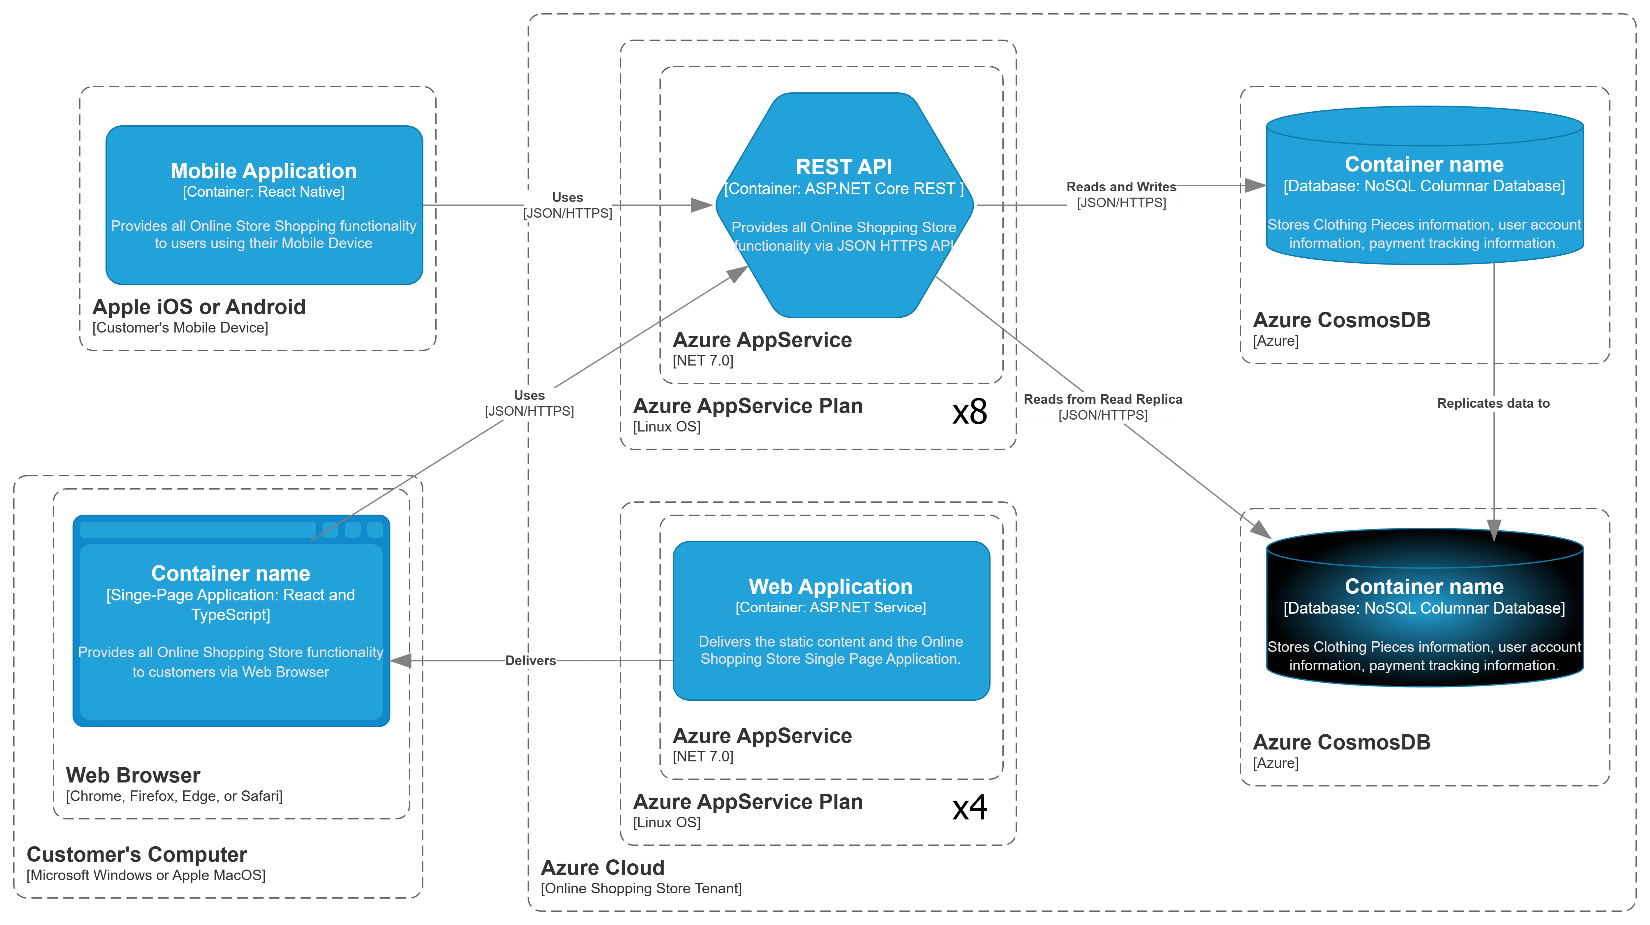 Mobile Application
[Container: React Native]
Provides all Online Store Shopping functionality
to users using their Mobile Device
Apple iOS or Android
[Customer's Mobile Device]
Uses
[JSON/HTTPS]
REST API
[Container: ASP.NET Core REST ]
Provides all Online Shopping Store
functionality via JSON HTTPS API
Azure AppService
[NET 7.0]
Azure AppService Plan
[Linux OS]
x8
Reads and Writes
[JSON/HTTPS]
Container name
[Database: NoSQL Columnar Database]
Stores Clothing Pieces information, user account
information, payment tracking information.
Azure CosmosDB
[Azure]
Uses
[JSON/HTTPS]
Reads from Read Replica
[JSON/HTTPS]
Replicates data to
Container name
[Singe-Page Application: React and
TypeScript]
Provides all Online Shopping Store functionality
to customers via Web Browser
Web Browser
[Chrome, Firefox, Edge, or Safari]
Customer's Computer
[Microsoft Windows or Apple MacOS]
Delivers
Web Application
[Container: ASP.NET Service]
Delivers the static content and the Online
Shopping Store Single Page Application.
Azure AppService
[NET 7.0]
Azure AppService Plan
[Linux OS]
x4
Container name
[Database: NoSQL Columnar Database]
Stores Clothing Pieces information, user account
information, payment tracking information.
Azure CosmosDB
[Azure]
Azure Cloud
[Online Shopping Store Tenant]